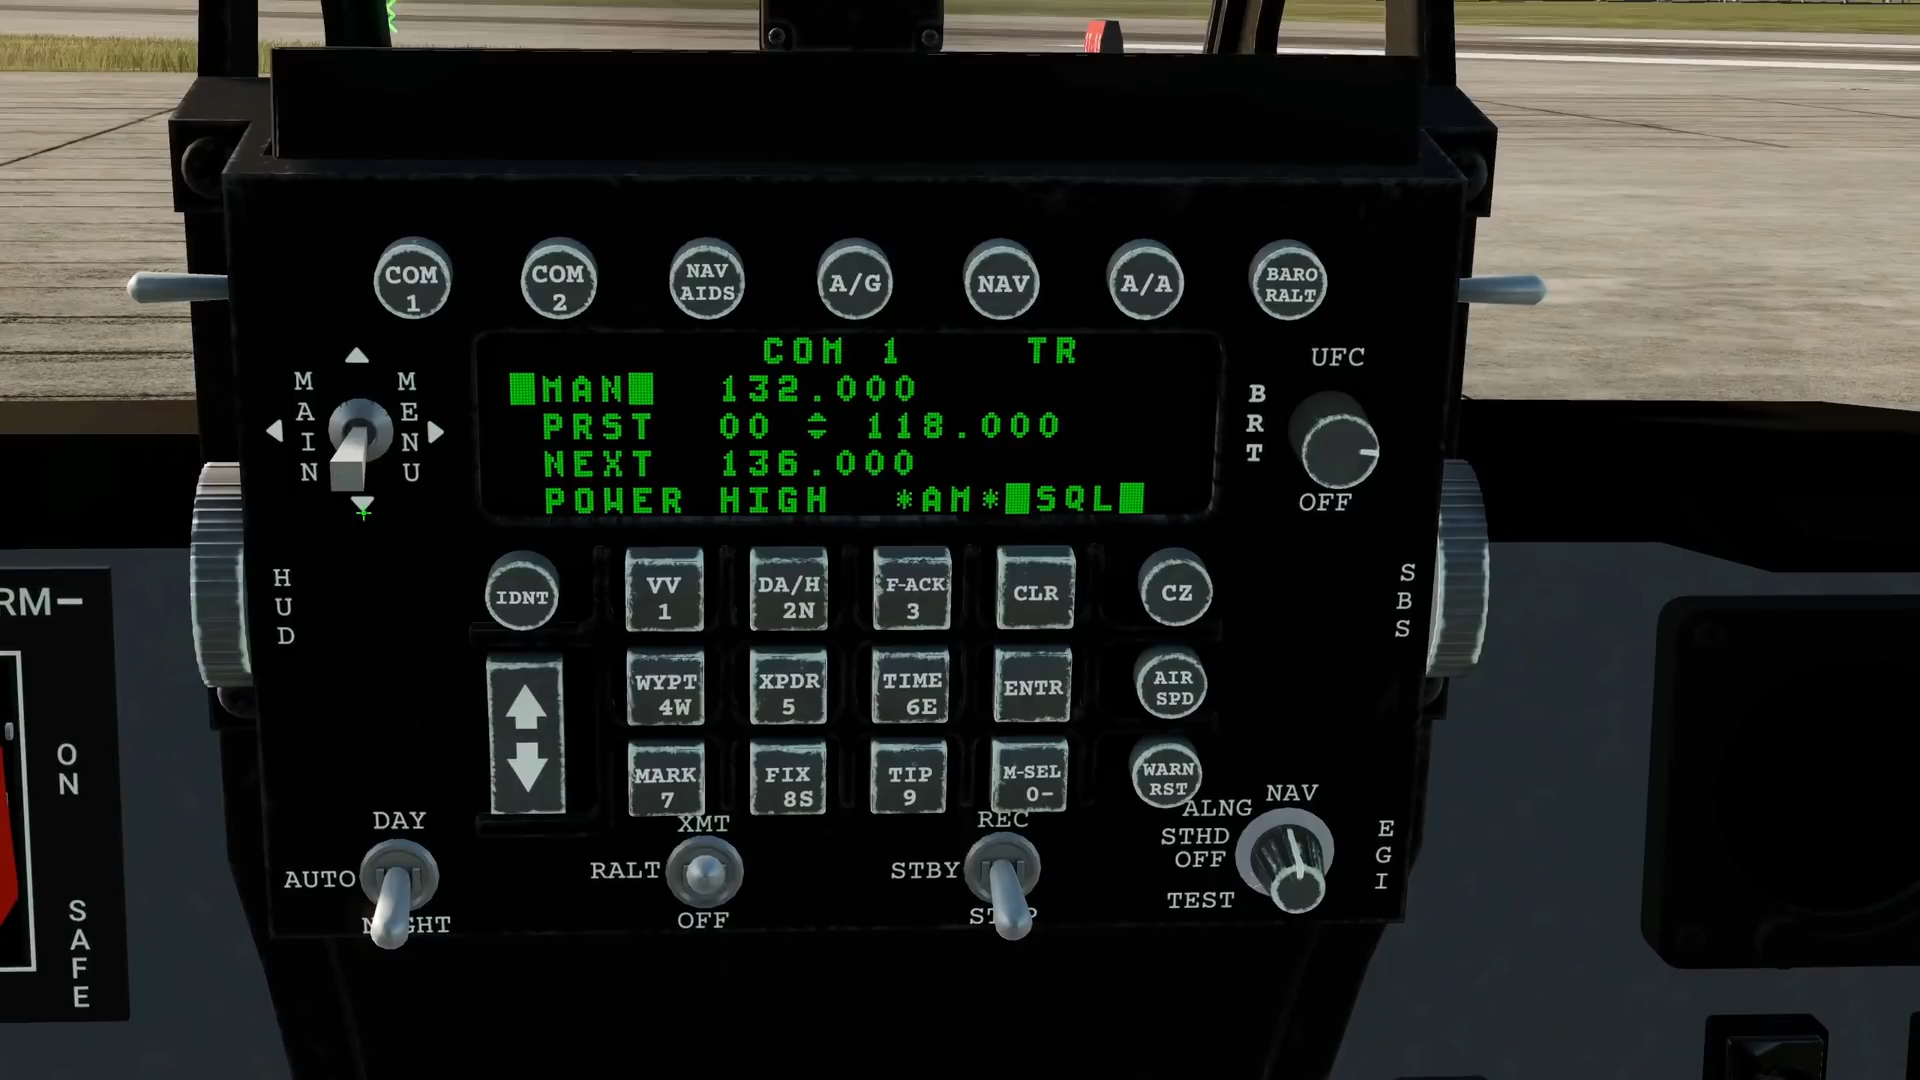 COM 1
COM 2
NAV AIDS
A/G
NAV
A/A
BARO RALT
MAIN MENU
COM 1 TR
MAN 132.000
PRST 00 118.000
NEXT 136.000
POWER HIGH *AM* SQL
UFC
BRT
OFF
HUD
SBS
IDNT
VV 1
DA/H 2N
F-ACK 3
CLR
CZ
WYPT 4W
XPDR 5
TIME 6E
ENTR
AIR SPD
MARK 7
FIX 8S
TIP 9
M-SEL 0-
WARN RST
DAY
AUTO
NIGHT
XMT
RALT
OFF
REC
STBY
STOP
NAV
ALNG
STHD
OFF
TEST
EGI
RM
ON
SAFE